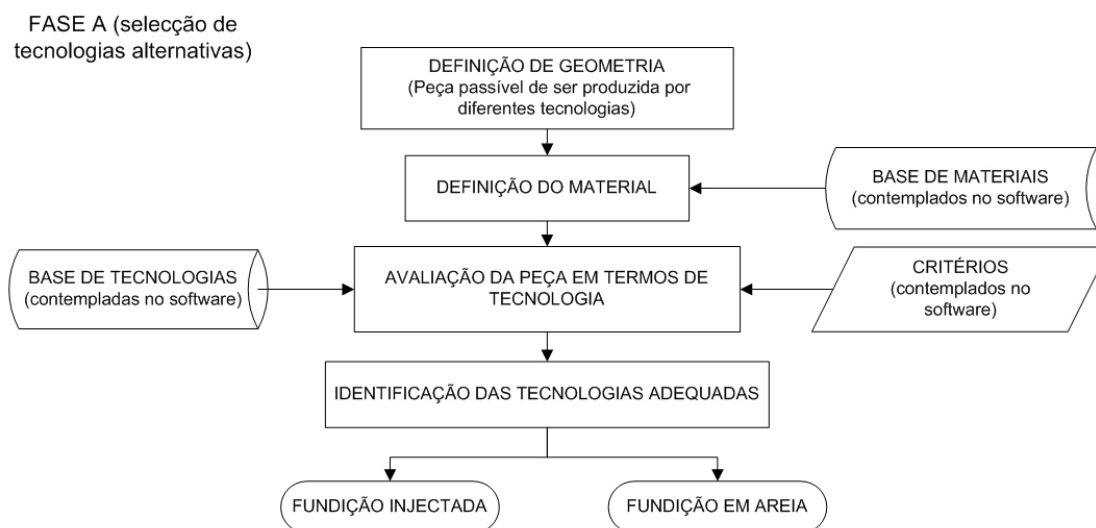 FASE A (selecção de
tecnologias alternativas)
DEFINIÇÃO DE GEOMETRIA
(Peça passível de ser produzida por
diferentes tecnologias)
DEFINIÇÃO DO MATERIAL
BASE DE MATERIAIS
(contemplados no software)
BASE DE TECNOLOGIAS
(contempladas no software)
AVALIAÇÃO DA PEÇA EM TERMOS DE
TECNOLOGIA
CRITÉRIOS
(contemplados no
software)
IDENTIFICAÇÃO DAS TECNOLOGIAS ADEQUADAS
FUNDIÇÃO INJECTADA
FUNDIÇÃO EM AREIA